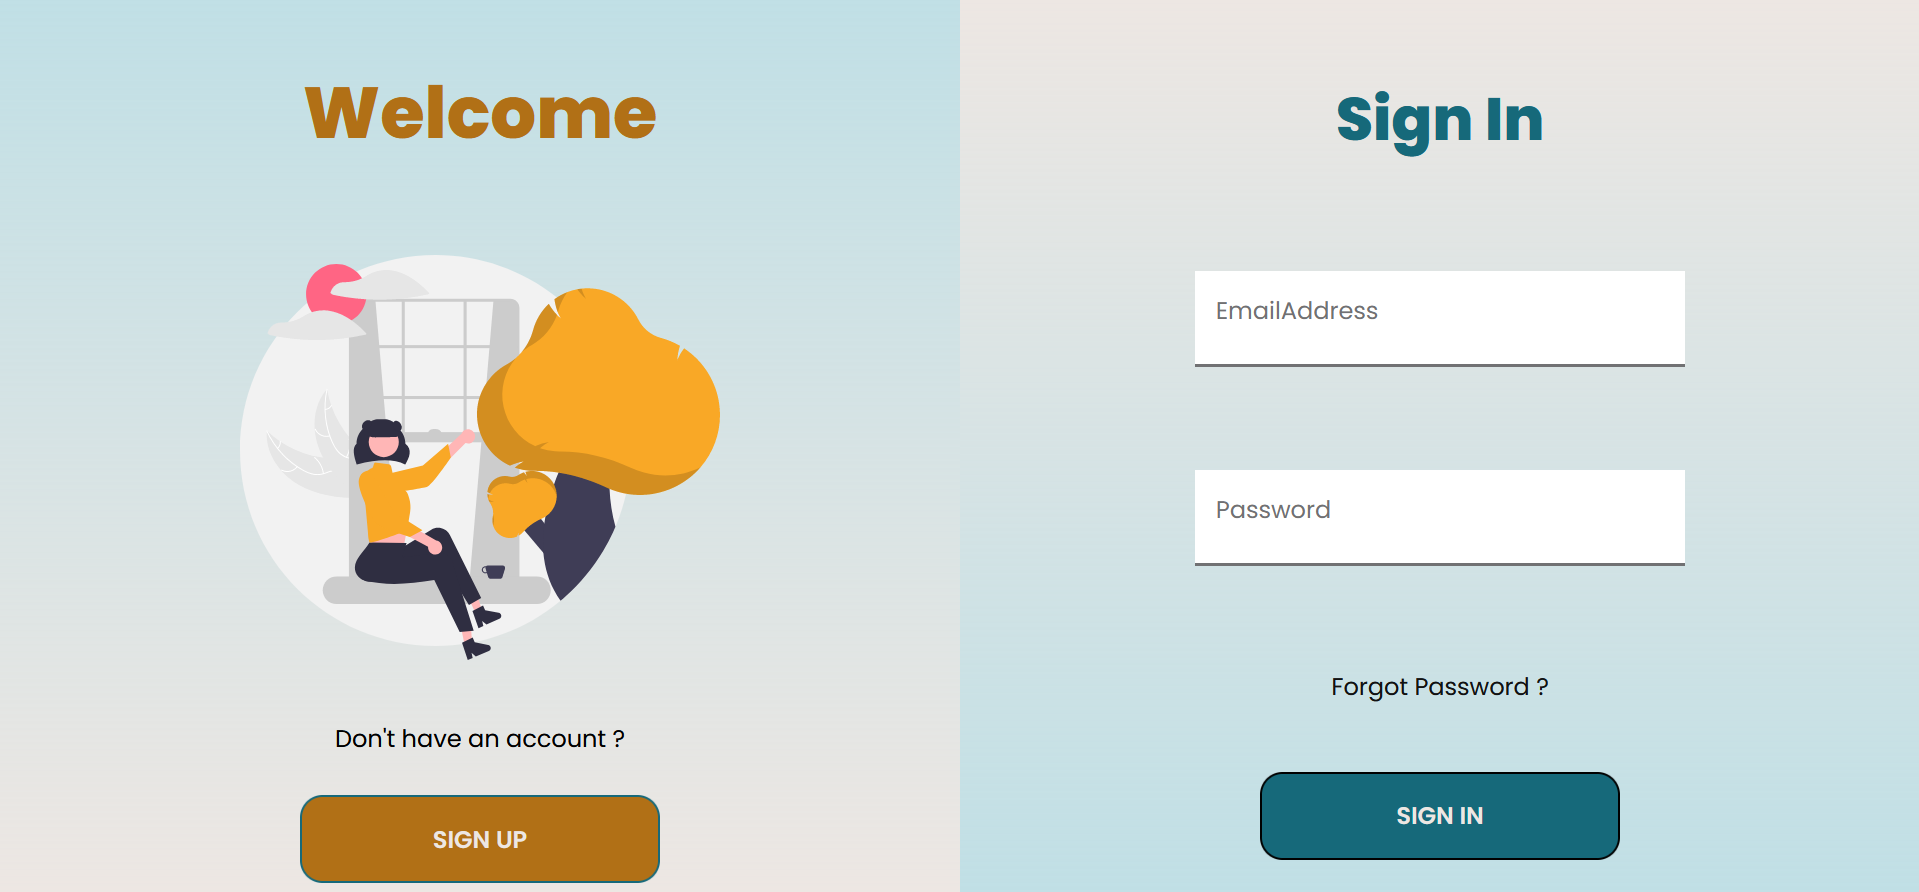 Welcome
Don't have an account ?
SIGN UP
Sign In
EmailAddress
Password
Forgot Password ?
SIGN IN